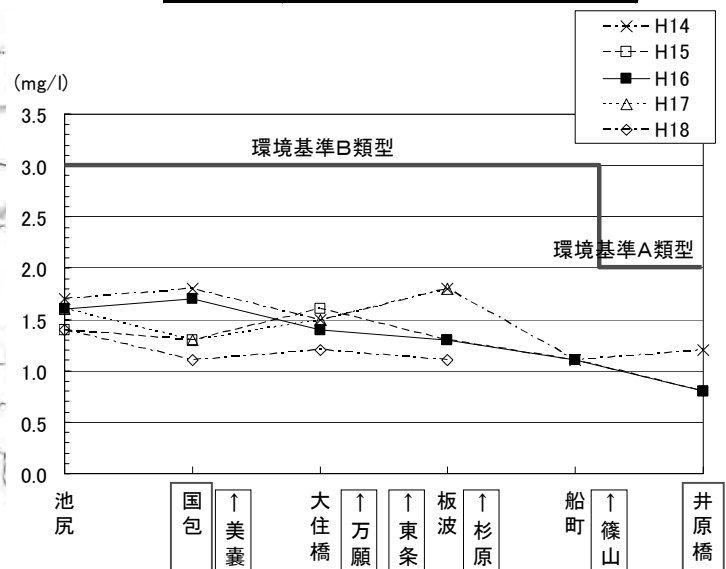 H14
H15
H16
H17
H18
(mg/l)
3.5
3.0
2.5
2.0
1.5
1.0
0.5
0.0
環境基準B類型
環境基準A類型
池尻
国包
↑美嚢
大住橋
↑万願
↑東条
板波
↑杉原
船町
↑篠山
井原橋